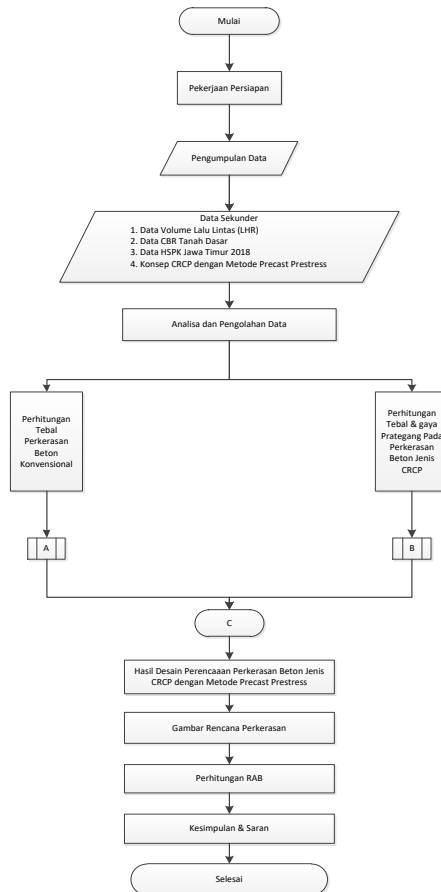 Mulai
Pekerjaan Persiapan
Pengumpulan Data
Data Sekunder
1. Data Volume Lalu Lintas (LHR)
2. Data CBR Tanah Dasar
3. Data HSPK Jawa Timur 2018
4. Konsep CRCP dengan Metode Precast Prestress
Analisa dan Pengolahan Data
Perhitungan
Tebal
Perkerasan
Beton
Konvensional
Perhitungan
Tebal & gaya
Prategang Pada
Perkerasan
Beton Jenis
CRCP
A
B
C
Hasil Desain Perencaaan Perkerasan Beton Jenis
CRCP dengan Metode Precast Prestress
Gambar Rencana Perkerasan
Perhitungan RAB
Kesimpulan & Saran
Selesai